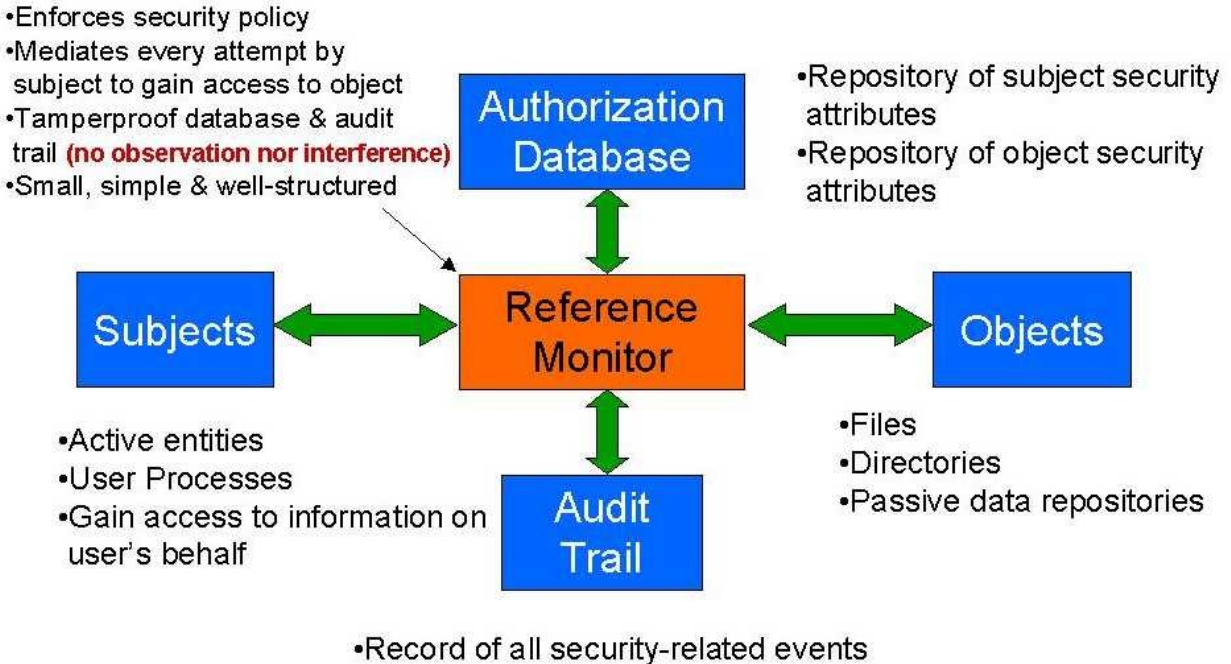 •Enforces security policy
•Mediates every attempt by
subject to gain access to object
•Tamperproof database & audit
trail (no observation nor interference)
•Small, simple & well-structured
Authorization
Database
•Repository of subject security
attributes
•Repository of object security
attributes
Subjects
Reference
Monitor
Objects
•Active entities
•User Processes
•Gain access to information on
user's behalf
Audit
Trail
•Files
•Directories
•Passive data repositories
•Record of all security-related events